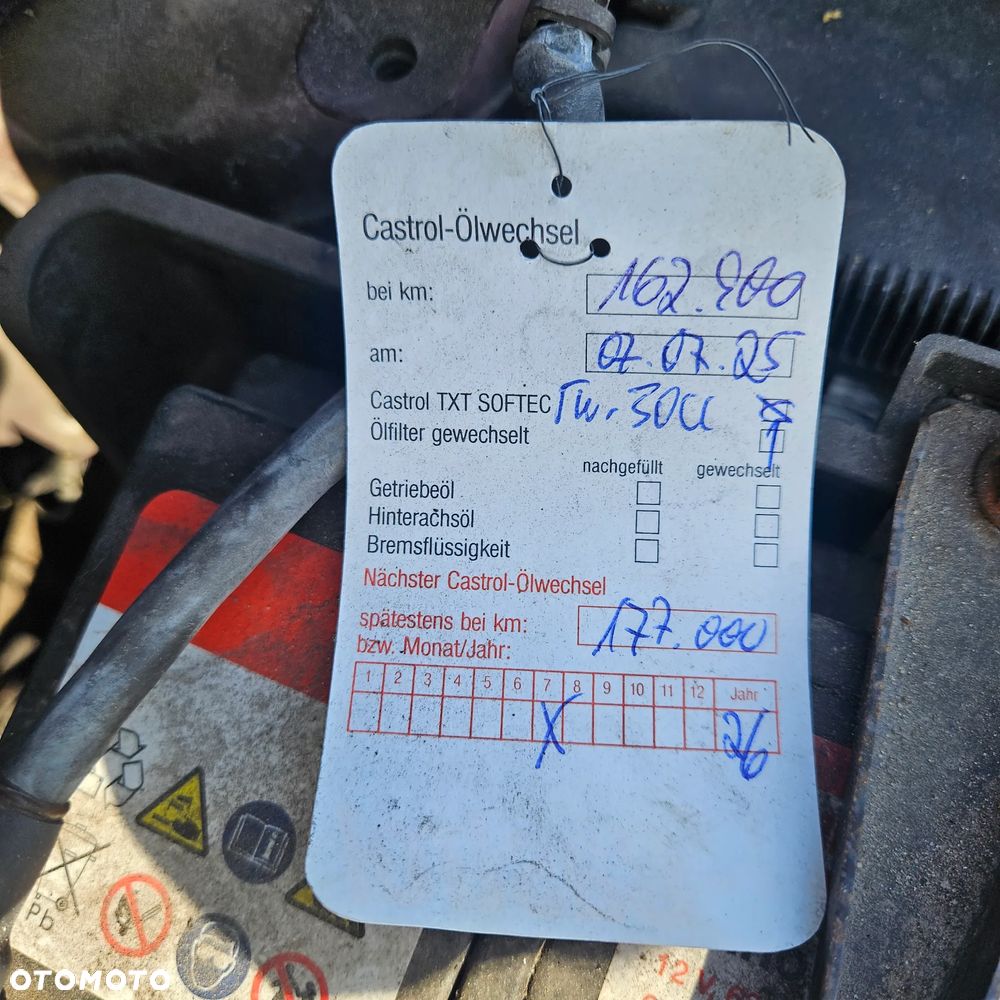 Castrol-Ölwechsel
bei km: 162.900
am: 07.07.25
Castrol TXT SOFTEC
Ölfilter gewechselt
nachgefüllt gewechselt
Getriebeöl
Hinterachsöl
Bremsflüssigkeit
Nächster Castrol-Ölwechsel
spätestens bei km: 177.000
bzw. Monat/Jahr:
1 2 3 4 5 6 7 8 9 10 11 12 Jahr
X 26
Pb
12 V,
OTOMOTO